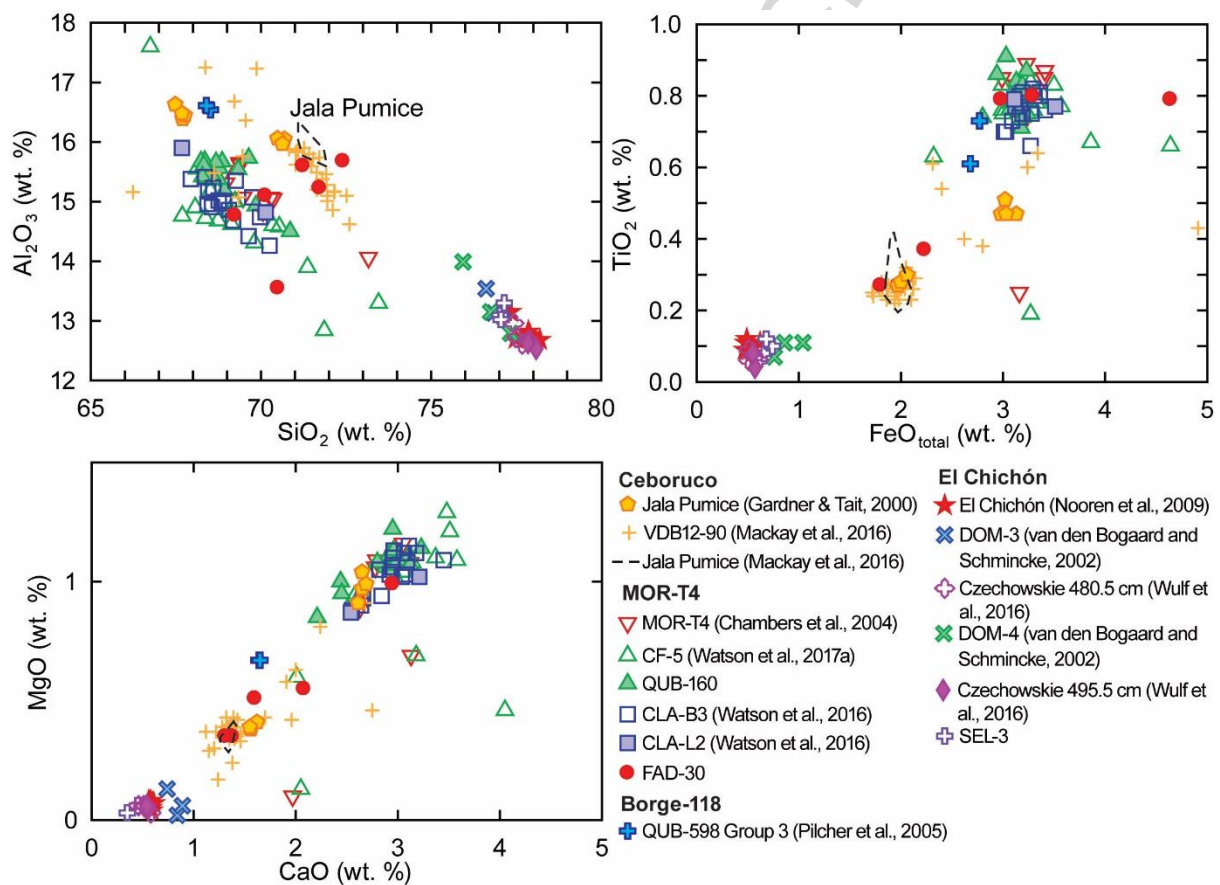 18
17
16
15
14
13
12
Al2O3 (wt. %)
Jala Pumice
65
70
75
80
SiO2 (wt. %)
1.0
0.8
0.6
0.4
0.2
0.0
TiO2 (wt. %)
0
1
2
3
4
5
FeOtotal (wt. %)
1
0
MgO (wt. %)
0
1
2
3
4
5
CaO (wt. %)
Ceboruco
Jala Pumice (Gardner & Tait, 2000)
VDB12-90 (Mackay et al., 2016)
Jala Pumice (Mackay et al., 2016)
MOR-T4
MOR-T4 (Chambers et al., 2004)
CF-5 (Watson et al., 2017a)
QUB-160
CLA-B3 (Watson et al., 2016)
CLA-L2 (Watson et al., 2016)
FAD-30
Borge-118
QUB-598 Group 3 (Pilcher et al., 2005)
El Chichón
El Chichón (Nooren et al., 2009)
DOM-3 (van den Bogaard and
Schmincke, 2002)
Czechowskie 480.5 cm (Wulf
et al., 2016)
DOM-4 (van den Bogaard and
Schmincke, 2002)
Czechowskie 495.5 cm (Wulf et
al., 2016)
SEL-3